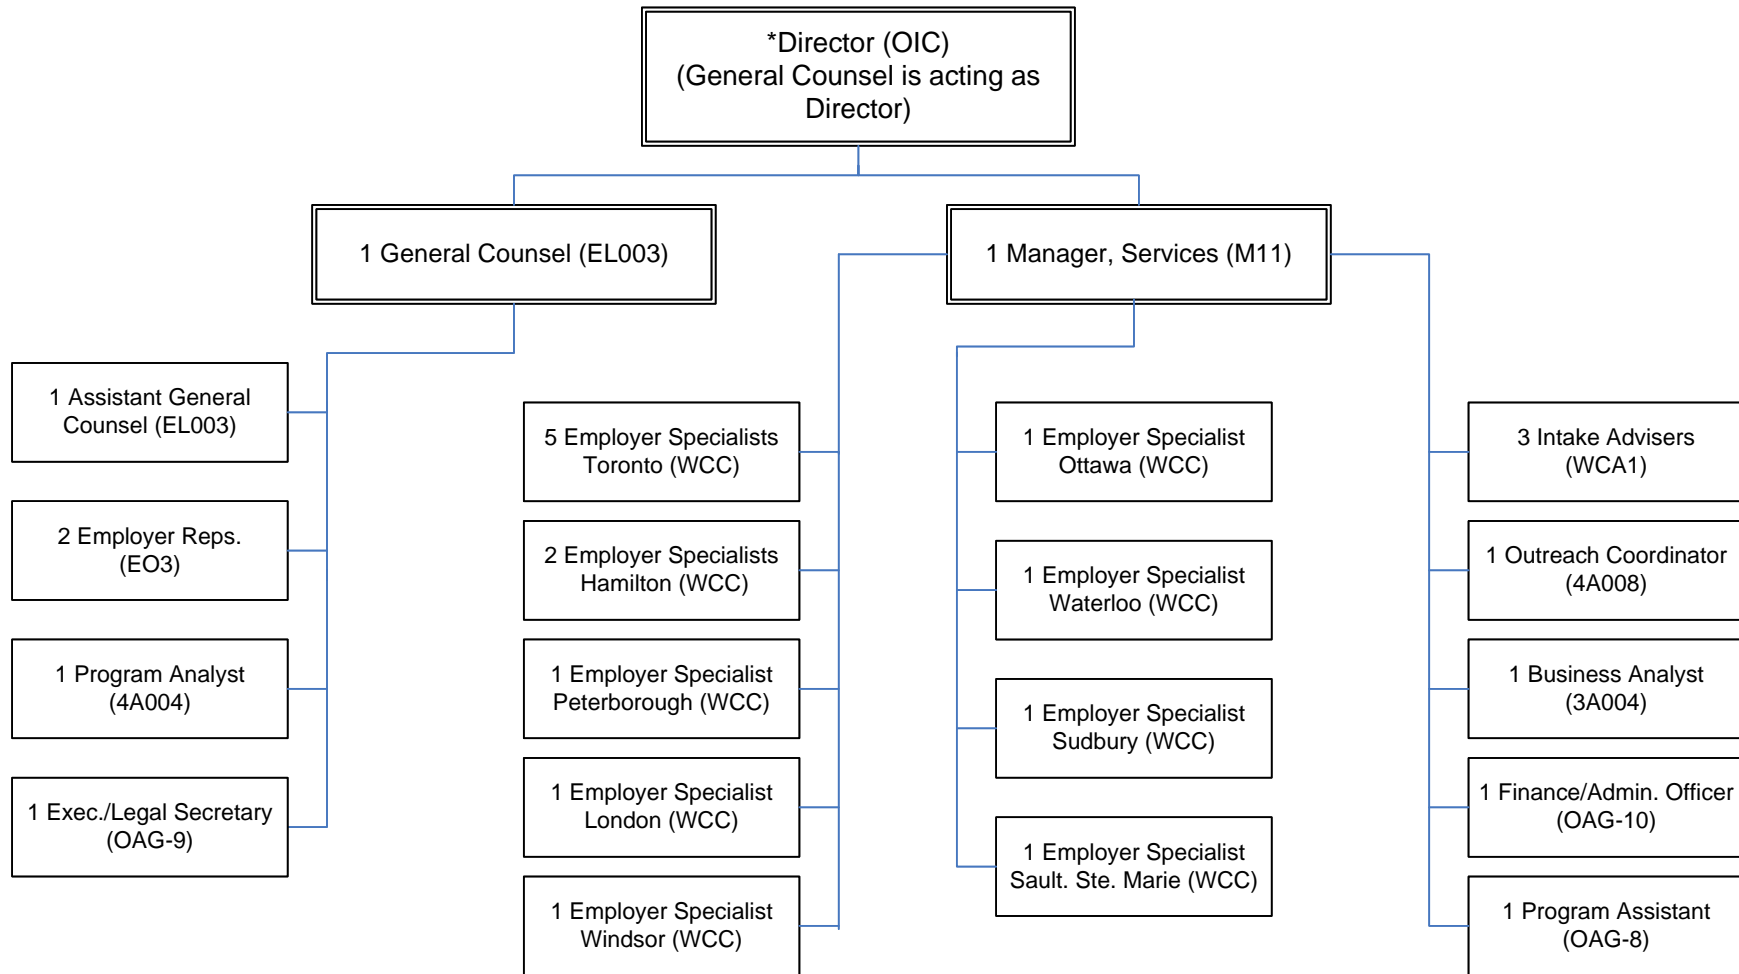 *Director (OIC)
(General Counsel is acting as
Director)
1 General Counsel (EL003)
1 Manager, Services (M11)
1 Assistant General
Counsel (EL003)
2 Employer Reps.
(EO3)
1 Program Analyst
(4A004)
1 Exec./Legal Secretary
(OAG-9)
5 Employer Specialists
Toronto (WCC)
2 Employer Specialists
Hamilton (WCC)
1 Employer Specialist
Peterborough (WCC)
1 Employer Specialist
London (WCC)
1 Employer Specialist
Windsor (WCC)
1 Employer Specialist
Ottawa (WCC)
1 Employer Specialist
Waterloo (WCC)
1 Employer Specialist
Sudbury (WCC)
1 Employer Specialist
Sault. Ste. Marie (WCC)
3 Intake Advisers
(WCA1)
1 Outreach Coordinator
(4A008)
1 Business Analyst
(3A004)
1 Finance/Admin. Officer
(OAG-10)
1 Program Assistant
(OAG-8)